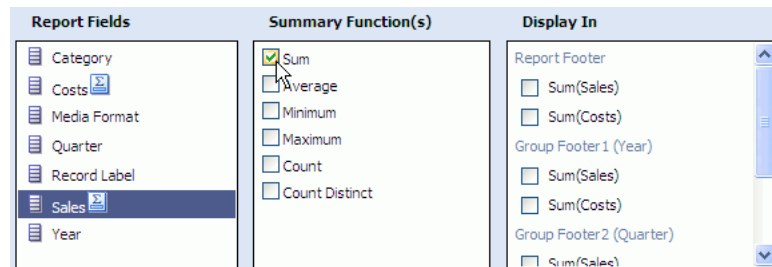 Report Fields
Category
Costs
Media Format
Quarter
Record Label
Sales
Year
Summary Function(s)
Sum
Average
Minimum
Maximum
Count
Count Distinct
Display In
Report Footer
Sum(Sales)
Sum(Costs)
Group Footer1 (Year)
Sum(Sales)
Sum(Costs)
Group Footer2 (Quarter)
Sum(Sales)